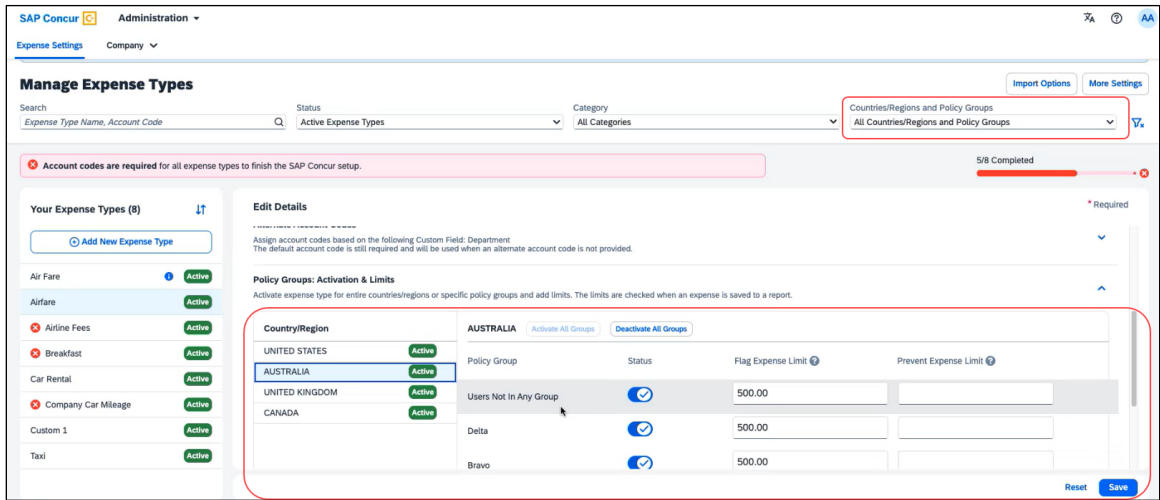 SAP Concur C Administration
AA
Expense Settings Company
Manage Expense Types
Import Options More Settings
Search Status Category Countries/Regions and Policy Groups
Expense Type Name, Account Code Active Expense Types All Categories All Countries/Regions and Policy Groups
Account codes are required for all expense types to finish the SAP Concur setup.
5/8 Completed
Your Expense Types (8)
Add New Expense Type
Air Fare Active
Airfare Active
Airline Fees Active
Breakfast Active
Car Rental Active
Company Car Mileage Active
Custom 1 Active
Taxi Active
Edit Details
* Required
Alternate Account Codes
Assign account codes based on the following Custom Field: Department
The default account code is still required and will be used when an alternate account code is not provided.
Policy Groups: Activation & Limits
Activate expense type for entire countries/regions or specific policy groups and add limits. The limits are checked when an expense is saved to a report.
Country/Region
UNITED STATES Active
AUSTRALIA Active
UNITED KINGDOM Active
CANADA Active
AUSTRALIA Activate All Groups Deactivate All Groups
Policy Group Status Flag Expense Limit Prevent Expense Limit
Users Not In Any Group 500.00
Delta 500.00
Bravo 500.00
Reset Save